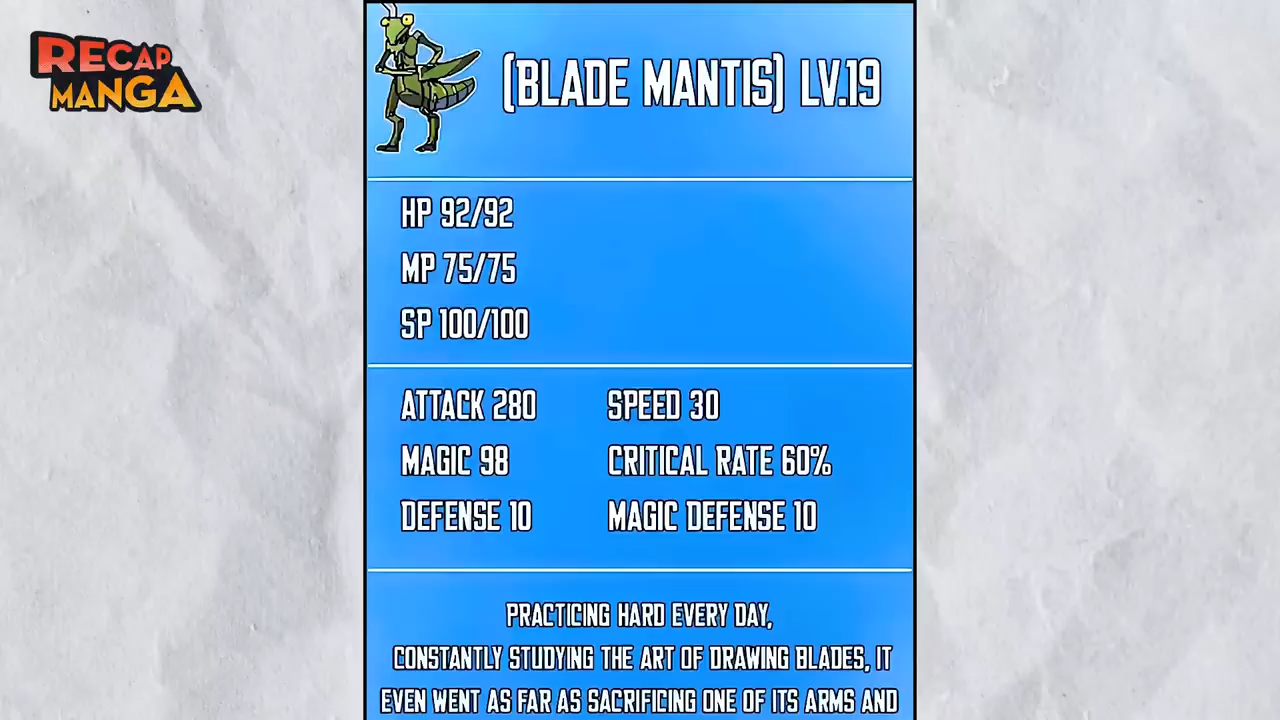 RECAP
MANGA
(BLADE MANTIS) LV.19
HP 92/92
MP 75/75
SP 100/100
ATTACK 280 SPEED 30
MAGIC 98 CRITICAL RATE 60%
DEFENSE 10 MAGIC DEFENSE 10
PRACTICING HARD EVERY DAY,
CONSTANTLY STUDYING THE ART OF DRAWING BLADES, IT
EVEN WENT AS FAR AS SACRIFICING ONE OF ITS ARMS AND